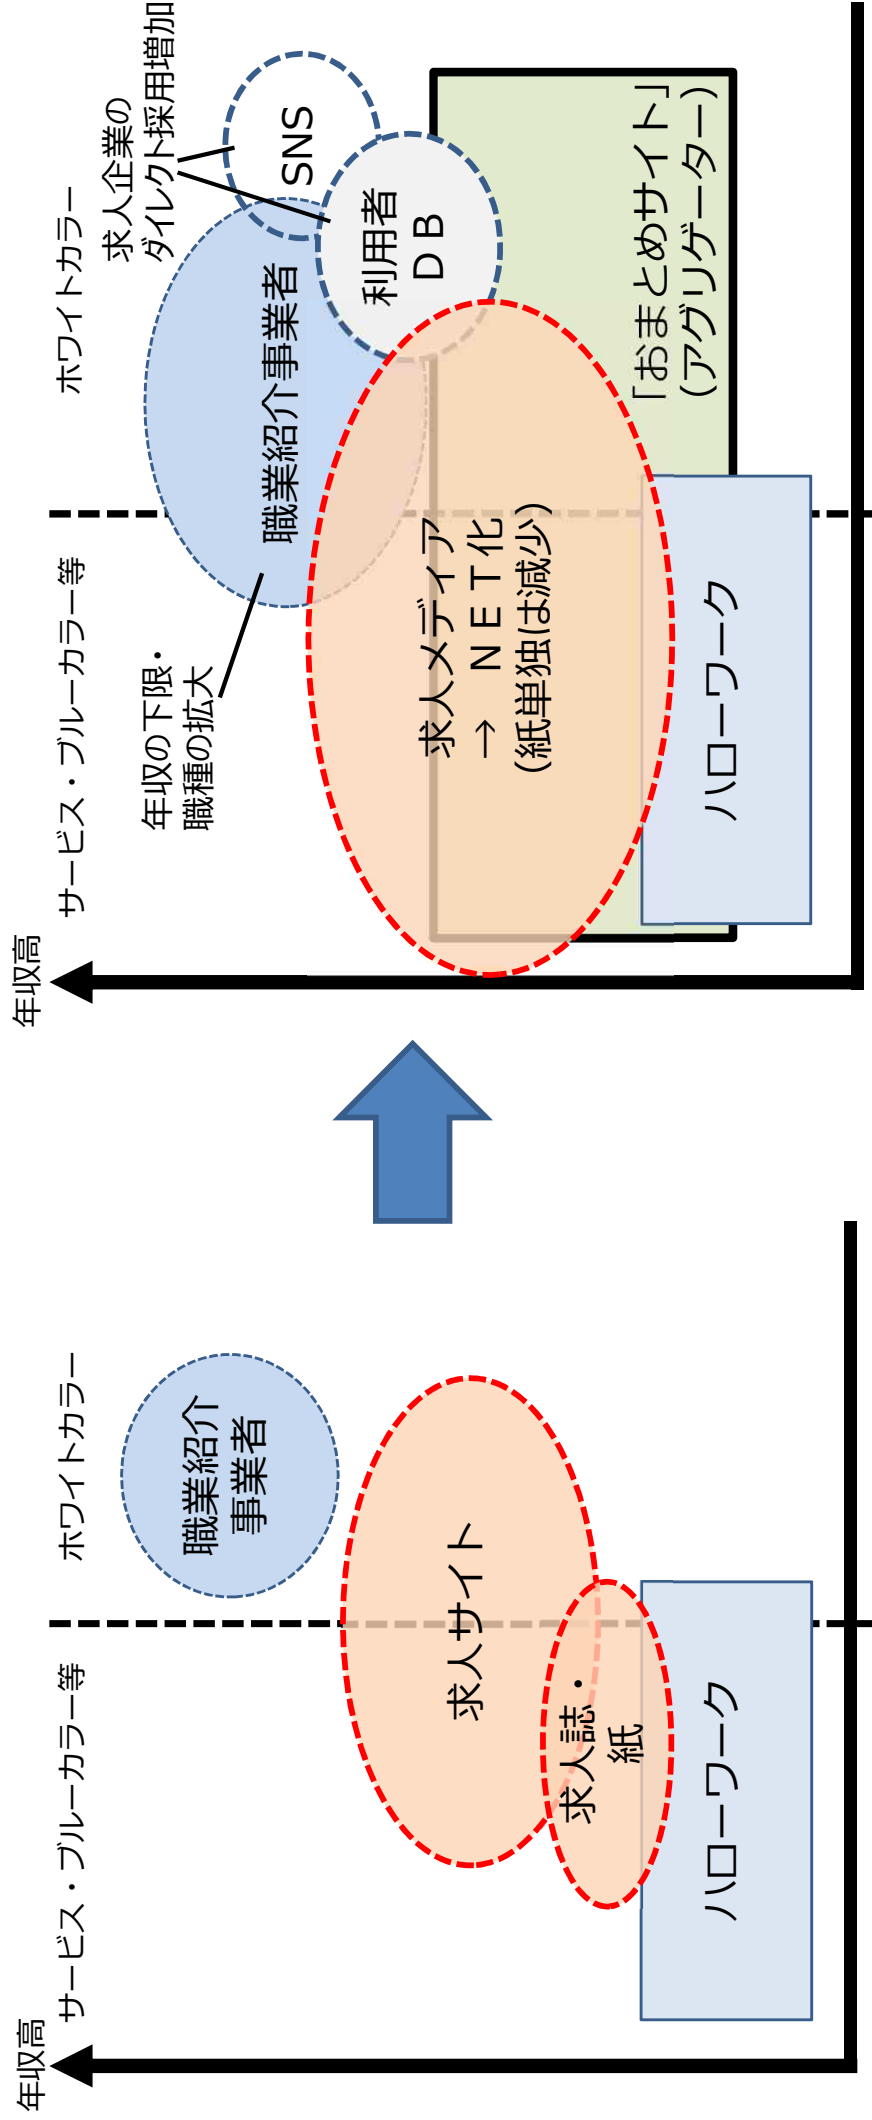 年収高
サービス・ブルーカラー等
ホワイトカラー
職業紹介
事業者
求人サイト
求人誌・
紙
ハローワーク
年収高
サービス・ブルーカラー等
ホワイトカラー
年収の下限・
職種の拡大
求人企業の
ダイレクト採用増加
職業紹介事業者
SNS
利用者
DB
求人メディア
→ NET化
(紙単独は減少)
「おまとめサイト」
(アグリゲーター)
ハローワーク